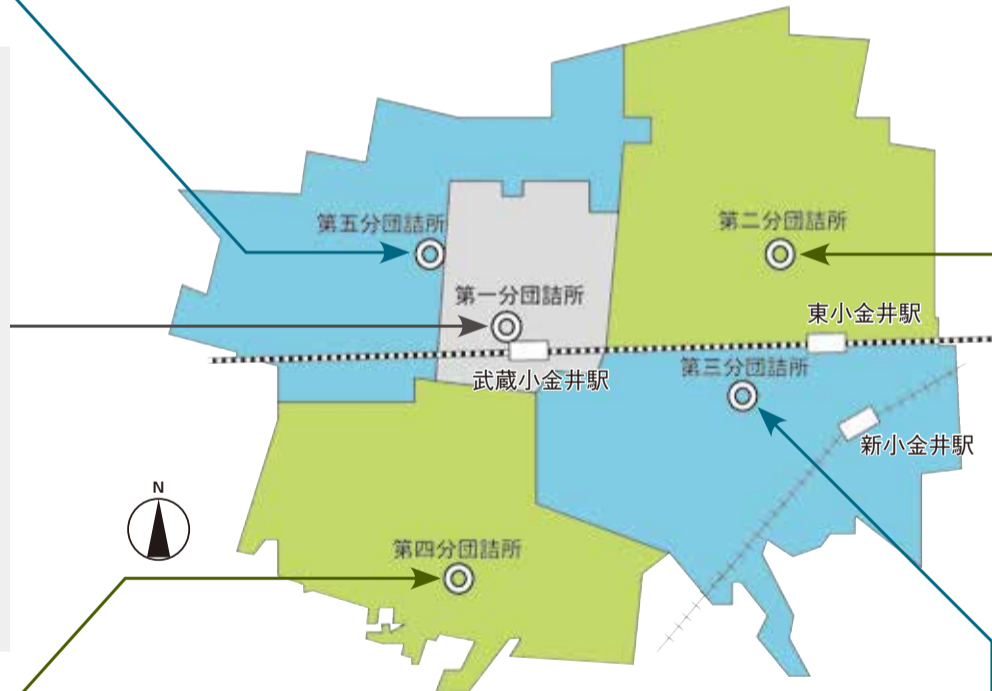 第五分団詰所
第二分団詰所
第一分団詰所
東小金井駅
武蔵小金井駅
第三分団詰所
新小金井駅
N
第四分団詰所